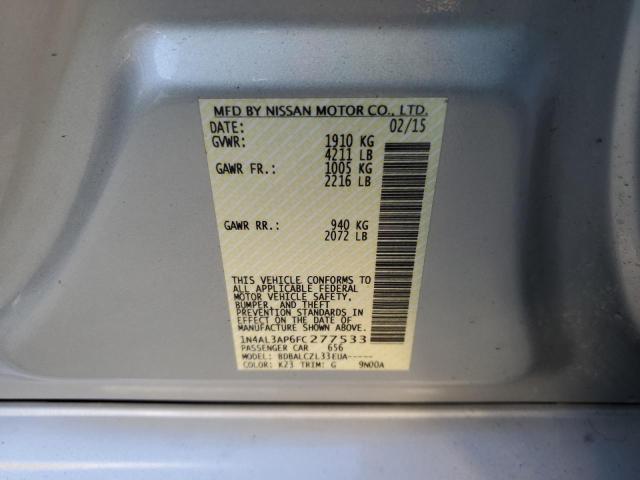 MFD BY NISSAN MOTOR CO., LTD.
DATE: 02/15
GVWR: 1910 KG
4211 LB
GAWR FR.: 1005 KG
2216 LB
GAWR RR.: 940 KG
2072 LB
THIS VEHICLE CONFORMS TO
ALL APPLICABLE FEDERAL
MOTOR VEHICLE SAFETY,
BUMPER, AND THEFT
PREVENTION STANDARDS IN
EFFECT ON THE DATE OF
MANUFACTURE SHOWN ABOVE.
1N4AL3AP6FC277533
PASSENGER CAR 656
MODEL: BDBALCZL33EUA-----
COLOR: KZ3 TRIM: G 9N00A